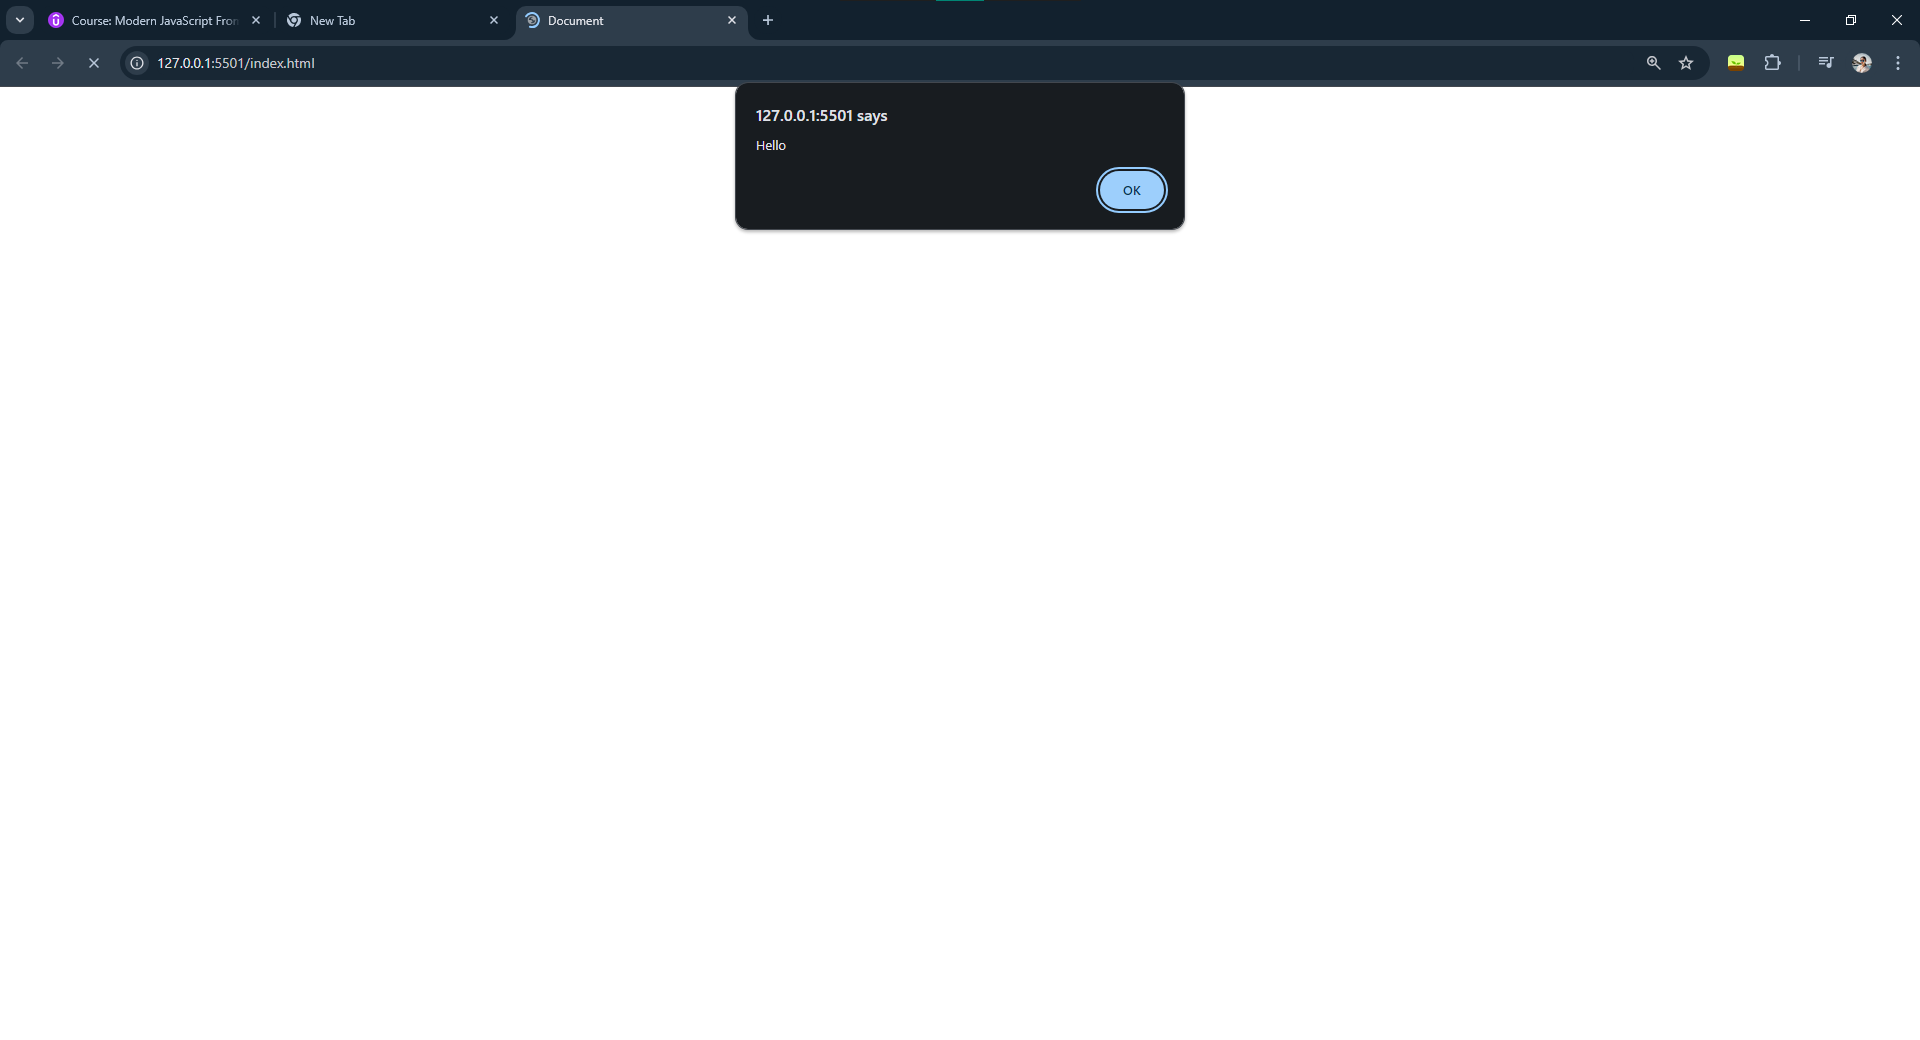 Course: Modern JavaScript Fro
New Tab
Document
127.0.0.1:5501/index.html
127.0.0.1:5501 says
Hello
OK